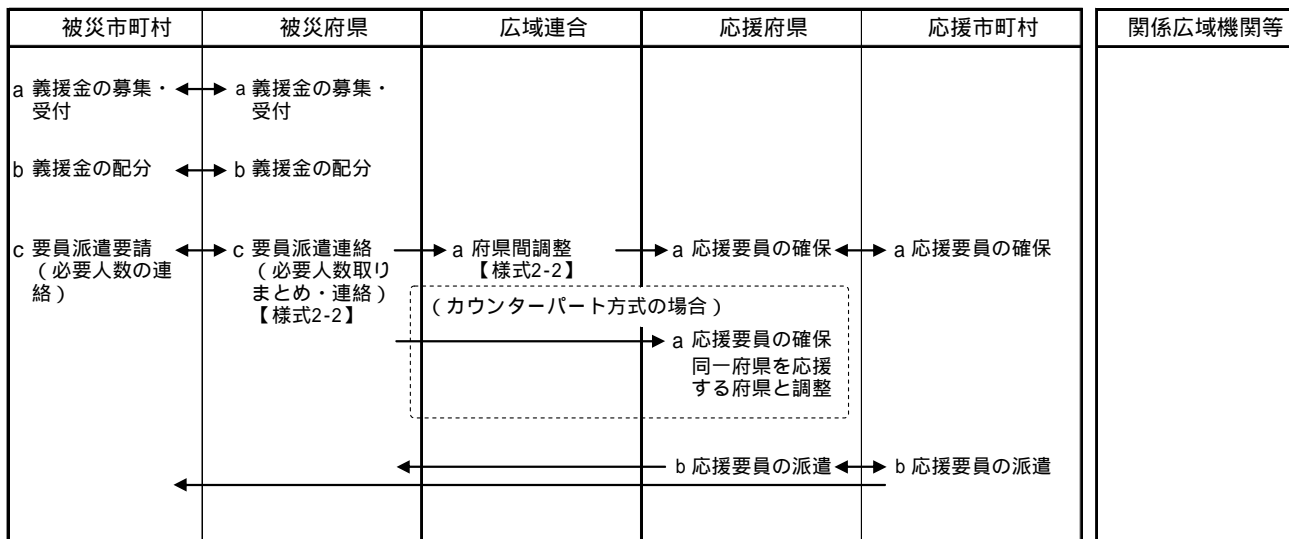 被災市町村 被災府県 広域連合 応援府県 応援市町村 関係広域機関等
a 義援金の募集・
受付
a 義援金の募集・
受付
b 義援金の配分
b 義援金の配分
c 要員派遣要請
（必要人数の連
絡）
c 要員派遣連絡
（必要人数取り
まとめ・連絡）
【様式2-2】
a 府県間調整
【様式2-2】
a 応援要員の確保
a 応援要員の確保
（カウンターパート方式の場合）
a 応援要員の確保
同一府県を応援
する府県と調整
b 応援要員の派遣
b 応援要員の派遣